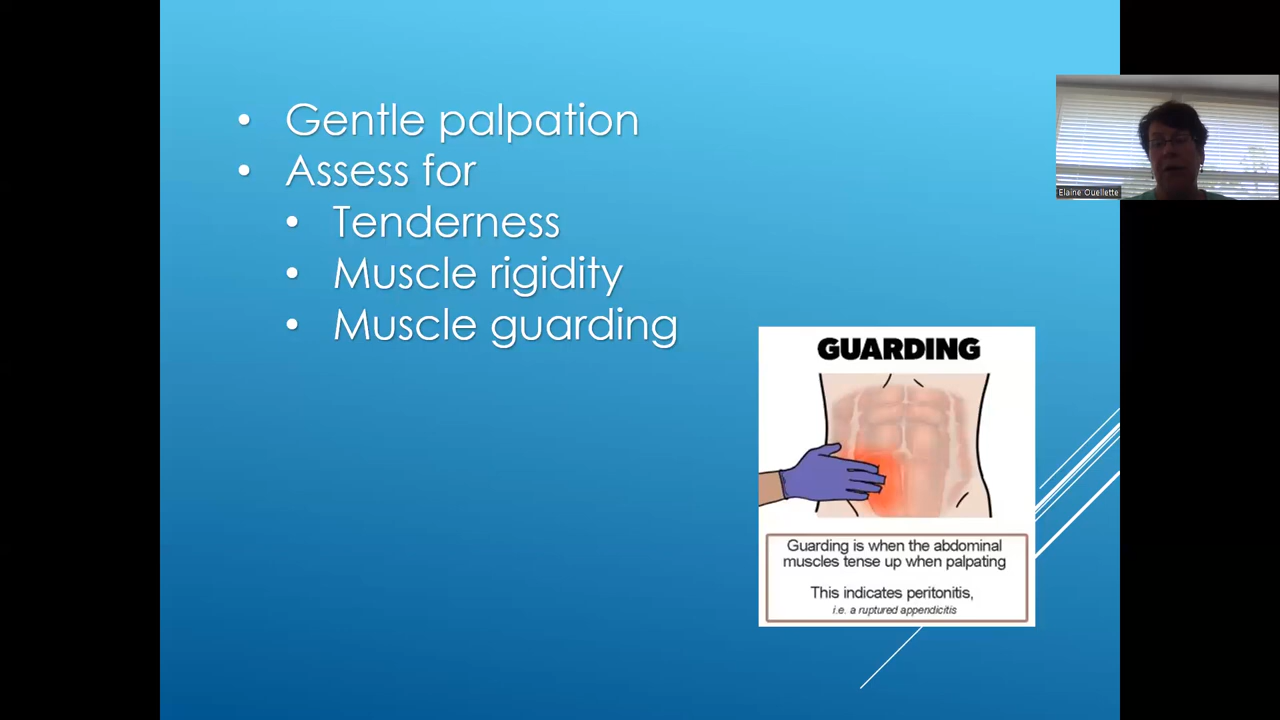 • Gentle palpation
• Assess for
• Tenderness
• Muscle rigidity
• Muscle guarding
Elaine Ouellette
GUARDING
Guarding is when the abdominal
muscles tense up when palpating
This indicates peritonitis,
i.e. a ruptured appendicitis